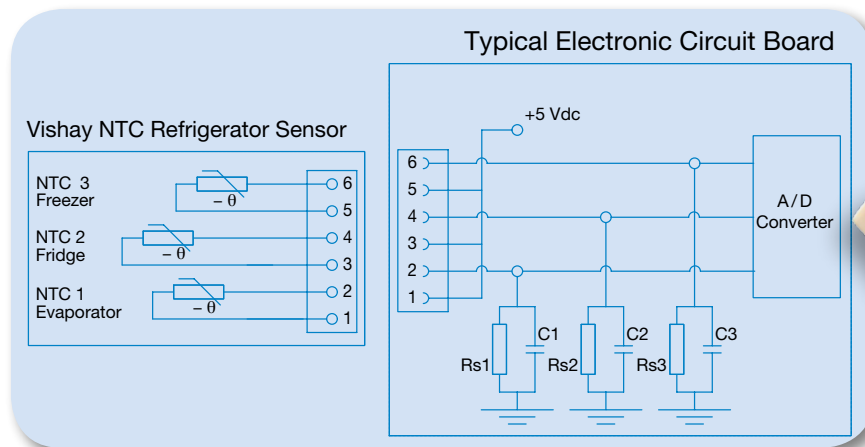 Typical Electronic Circuit Board
Vishay NTC Refrigerator Sensor
NTC 3
Freezer
– θ
6
5
NTC 2
Fridge
– θ
4
3
NTC 1
Evaporator
– θ
2
1
+5 Vdc
6
5
4
3
2
1
A/D
Converter
Rs1
C1
Rs2
C2
Rs3
C3